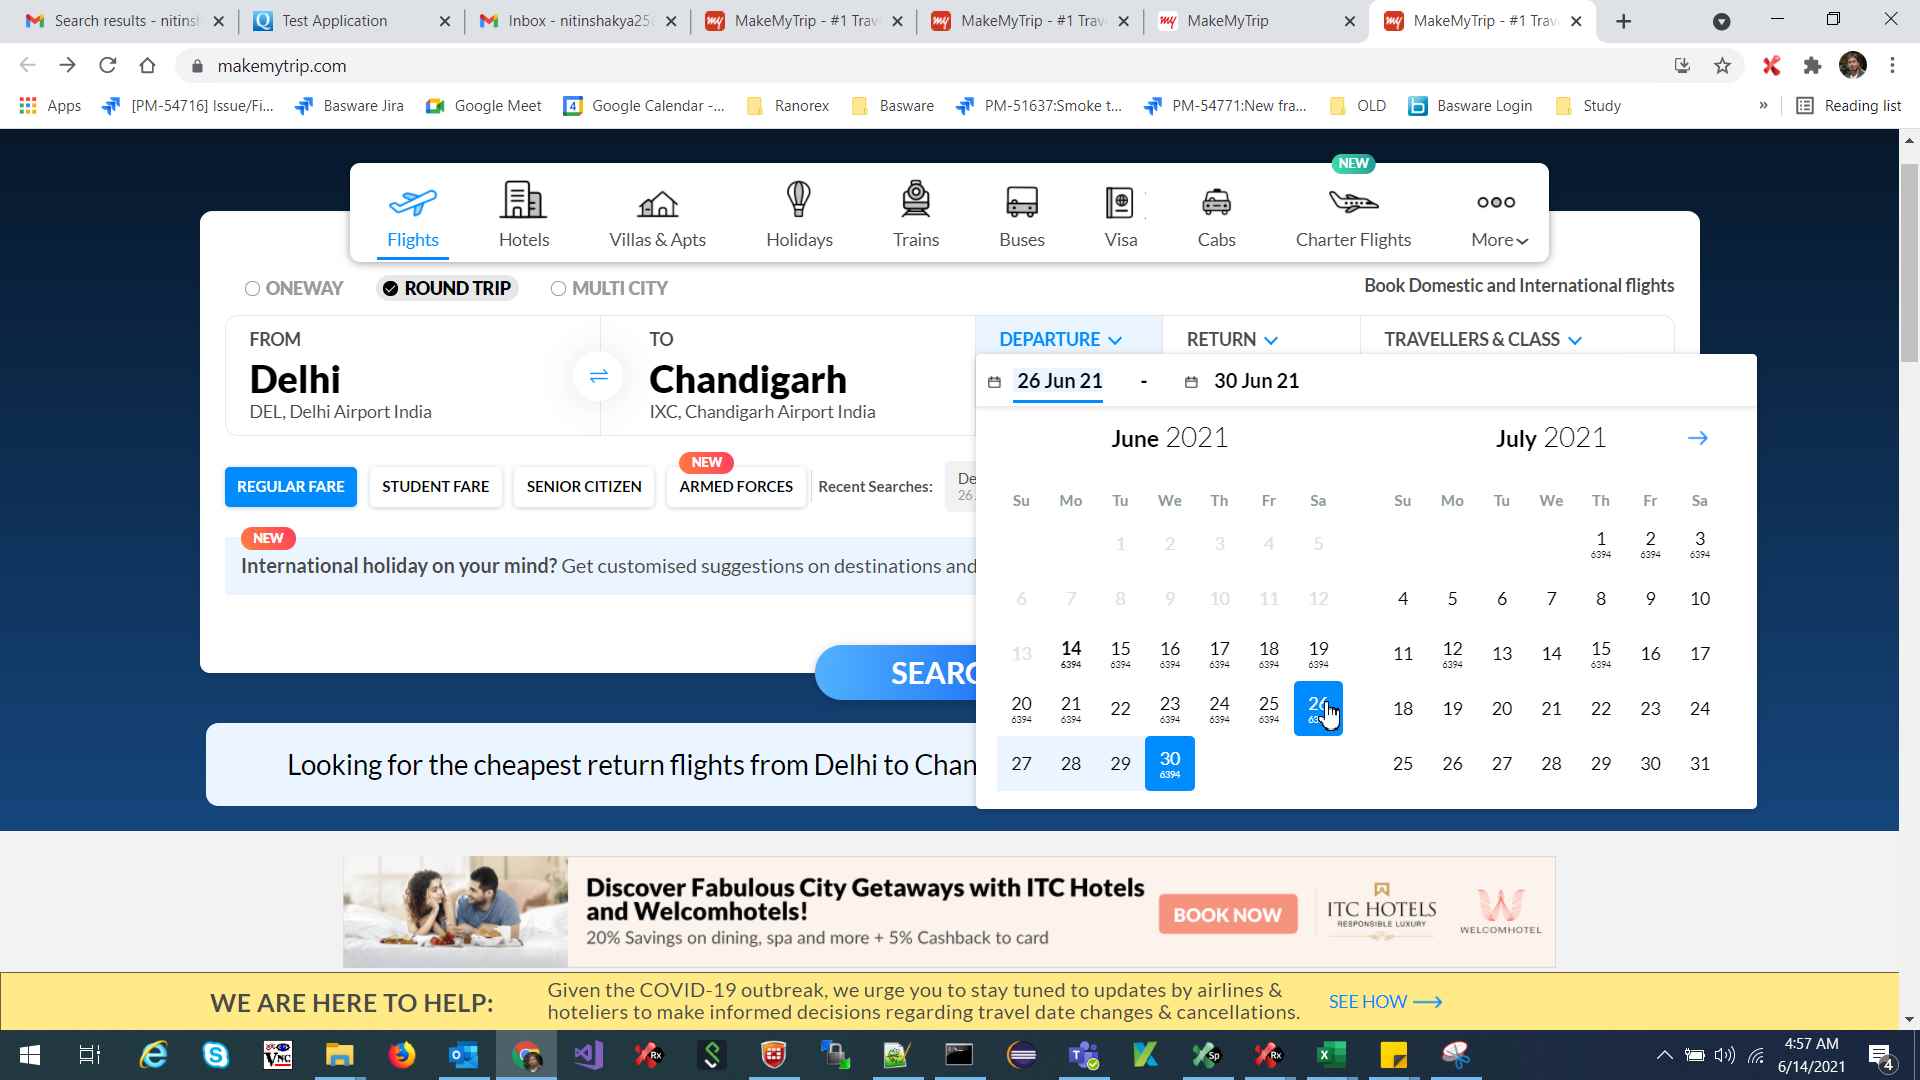 Search results - nitinsh
Test Application
Inbox - nitinshakya250
MakeMyTrip - #1 Trave
MakeMyTrip - #1 Trave
MakeMyTrip
MakeMyTrip - #1 Trave
makemytrip.com
Apps
[PM-54716] Issue/Fi...
Basware Jira
Google Meet
Google Calendar -...
Ranorex
Basware
PM-51637:Smoke t...
PM-54771:New fra...
OLD
Basware Login
Study
»
Reading list
NEW
Flights
Hotels
Villas & Apts
Holidays
Trains
Buses
Visa
Cabs
Charter Flights
More
ONEWAY
ROUND TRIP
MULTI CITY
Book Domestic and International flights
FROM
Delhi
DEL, Delhi Airport India
TO
Chandigarh
IXC, Chandigarh Airport India
DEPARTURE
RETURN
TRAVELLERS & CLASS
26 Jun 21 - 30 Jun 21
June 2021
Su Mo Tu We Th Fr Sa
1 2 3 4 5
6 7 8 9 10 11 12
13 14 15 16 17 18 19
6394 6394 6394 6394 6394 6394
20 21 22 23 24 25 26
6394 6394 6394 6394 6394
27 28 29 30
6394
July 2021
Su Mo Tu We Th Fr Sa
1 2 3
6394 6394 6394
4 5 6 7 8 9 10
11 12 13 14 15 16 17
6394 6394
18 19 20 21 22 23 24
25 26 27 28 29 30 31
REGULAR FARE
STUDENT FARE
SENIOR CITIZEN
NEW
ARMED FORCES
Recent Searches:
De
26
NEW
International holiday on your mind? Get customised suggestions on destinations and
SEARC
Looking for the cheapest return flights from Delhi to Chan
Discover Fabulous City Getaways with ITC Hotels
and Welcomhotels!
20% Savings on dining, spa and more + 5% Cashback to card
BOOK NOW
ITC HOTELS
RESPONSIBLE LUXURY
WELCOMHOTEL
WE ARE HERE TO HELP:
Given the COVID-19 outbreak, we urge you to stay tuned to updates by airlines &
hoteliers to make informed decisions regarding travel date changes & cancellations.
SEE HOW
4:57 AM
6/14/2021
4